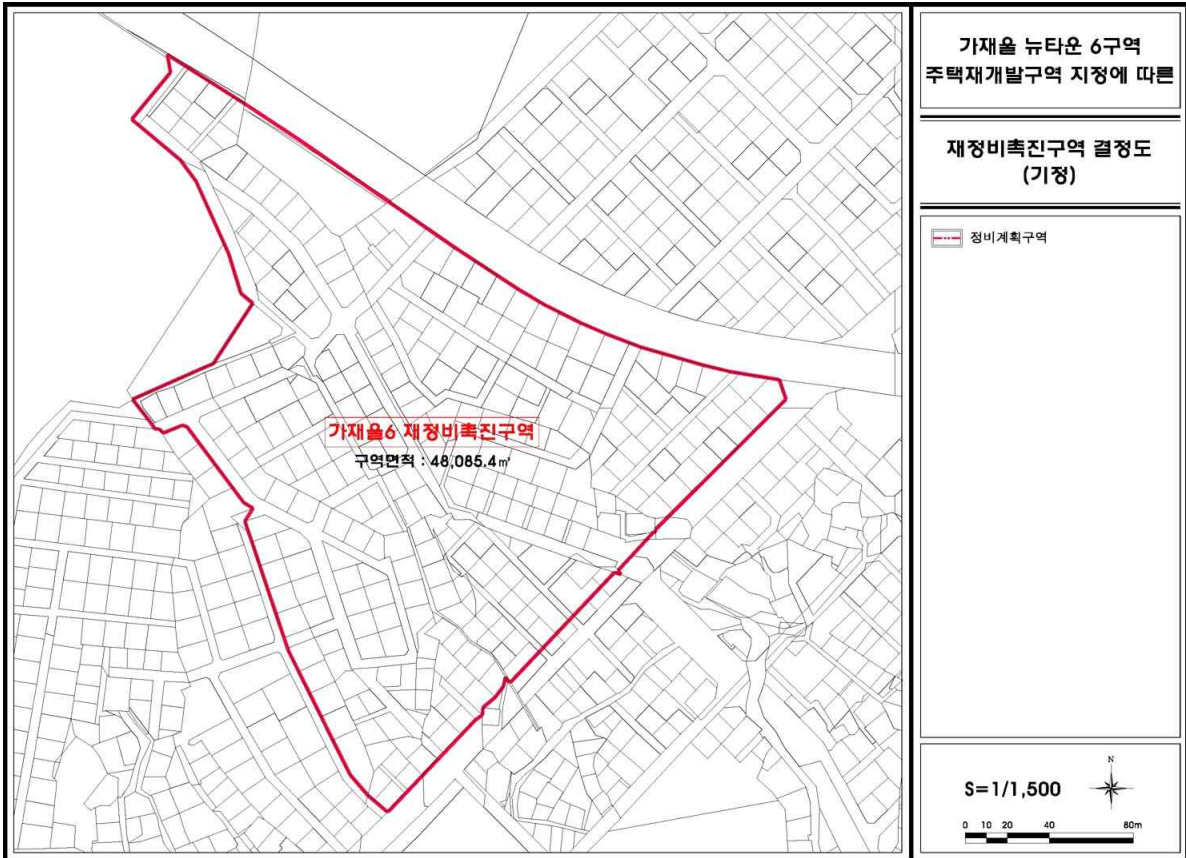 가재울 뉴타운 6구역
주택재개발구역 지정에 따른
재정비촉진구역 결정도
(기정)
정비계획구역
가재울6 재정비촉진구역
구역면적 : 48,085.4㎡
S=1/1,500
N
0 10 20 40 80m